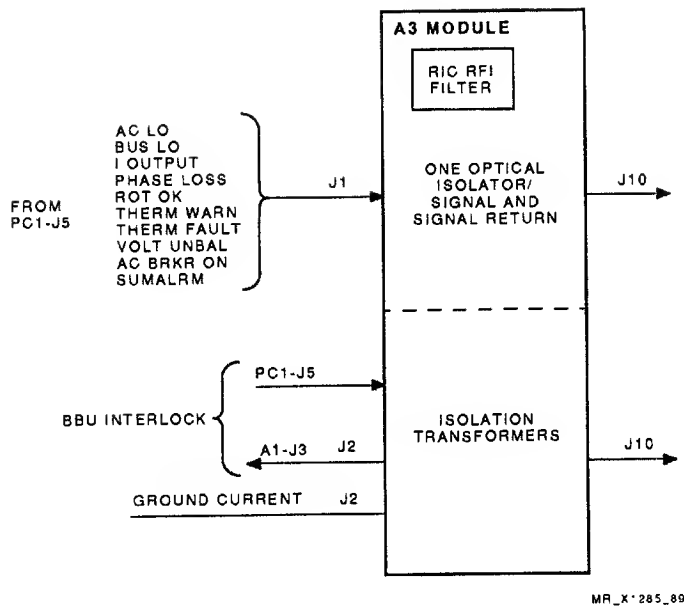 A3 MODULE
RIC RFI
FILTER
AC LO
BUS LO
I OUTPUT
PHASE LOSS
ROT OK
THERM WARN
THERM FAULT
VOLT UNBAL
AC BRKR ON
SUMALRM
FROM
PC1-J5
J1
ONE OPTICAL
ISOLATOR/
SIGNAL AND
SIGNAL RETURN
J10
PC1-J5
BBU INTERLOCK
A1-J3 J2
GROUND CURRENT J2
ISOLATION
TRANSFORMERS
J10
MR_X*285_89